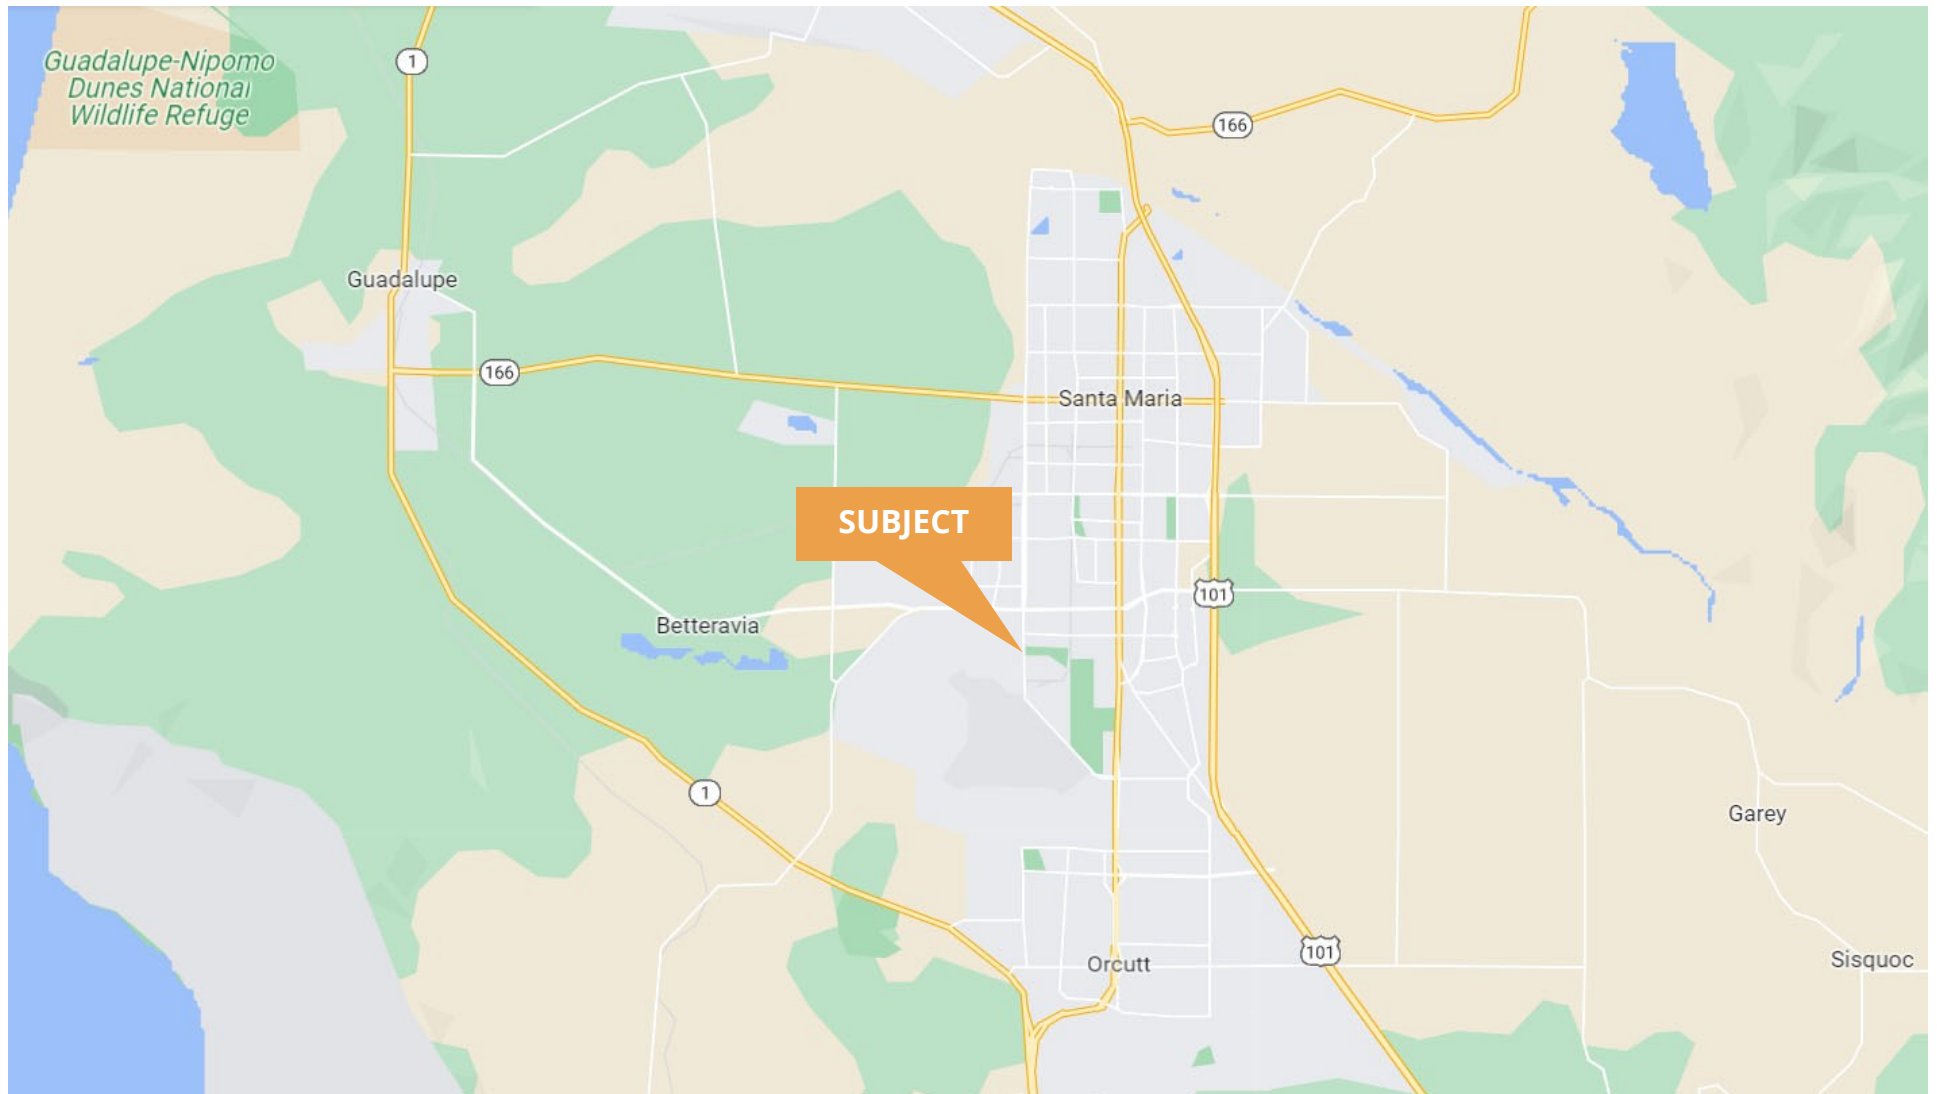 Guadalupe-Nipomo
Dunes National
Wildlife Refuge
1
166
Guadalupe
166
Santa Maria
SUBJECT
101
Betteravia
1
Garey
101
Orcutt
Sisquoc